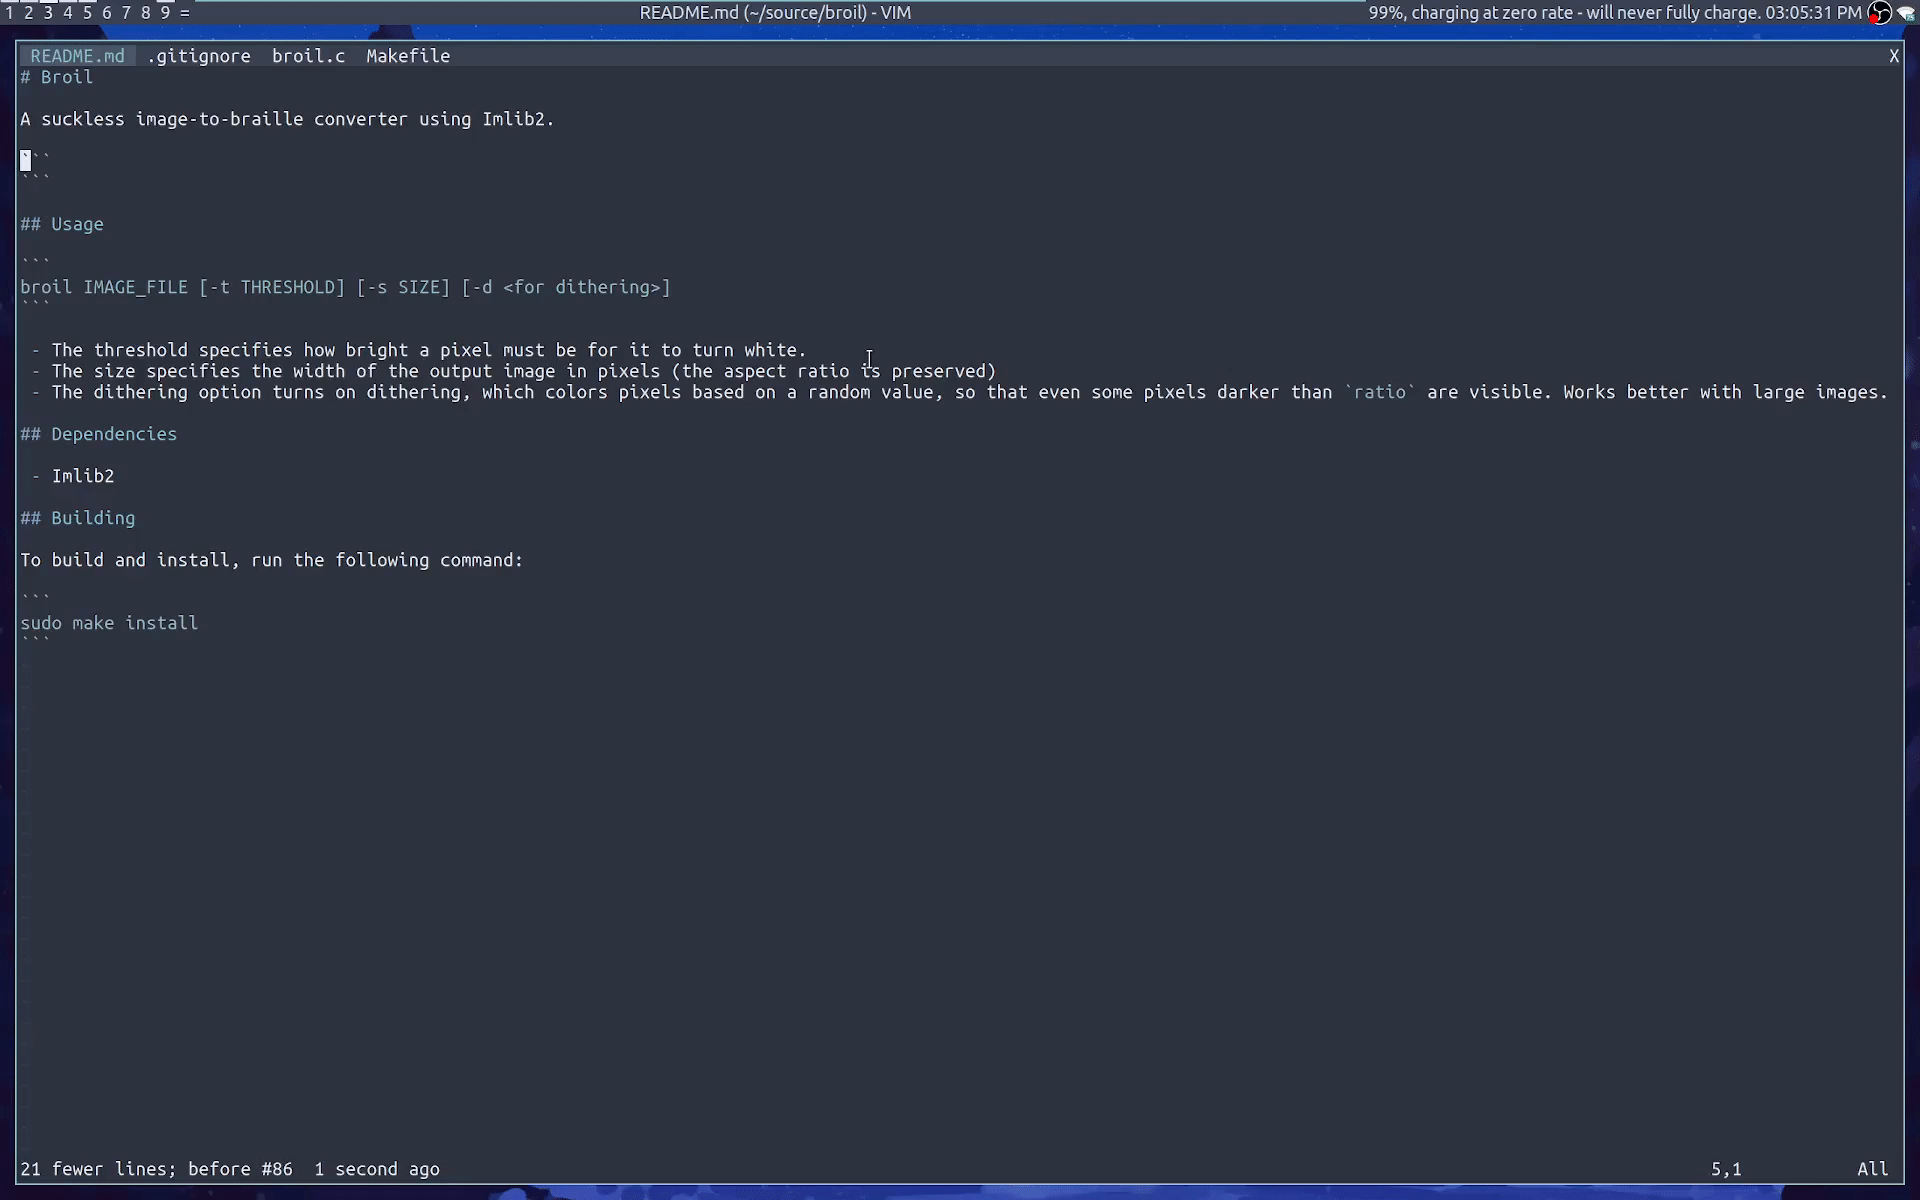 1 2 3 4 5 6 7 8 9 = README.md (~/source/broil) - VIM 99%, charging at zero rate - will never fully charge. 03:05:31 PM
README.md .gitignore broil.c Makefile X
# Broil
A suckless image-to-braille converter using Imlib2.
```
```
## Usage
```
broil IMAGE_FILE [-t THRESHOLD] [-s SIZE] [-d <for dithering>]
```
- The threshold specifies how bright a pixel must be for it to turn white.
- The size specifies the width of the output image in pixels (the aspect ratio is preserved)
- The dithering option turns on dithering, which colors pixels based on a random value, so that even some pixels darker than `ratio` are visible. Works better with large images.
## Dependencies
- Imlib2
## Building
To build and install, run the following command:
```
sudo make install
```
21 fewer lines; before #86  1 second ago 5,1 All